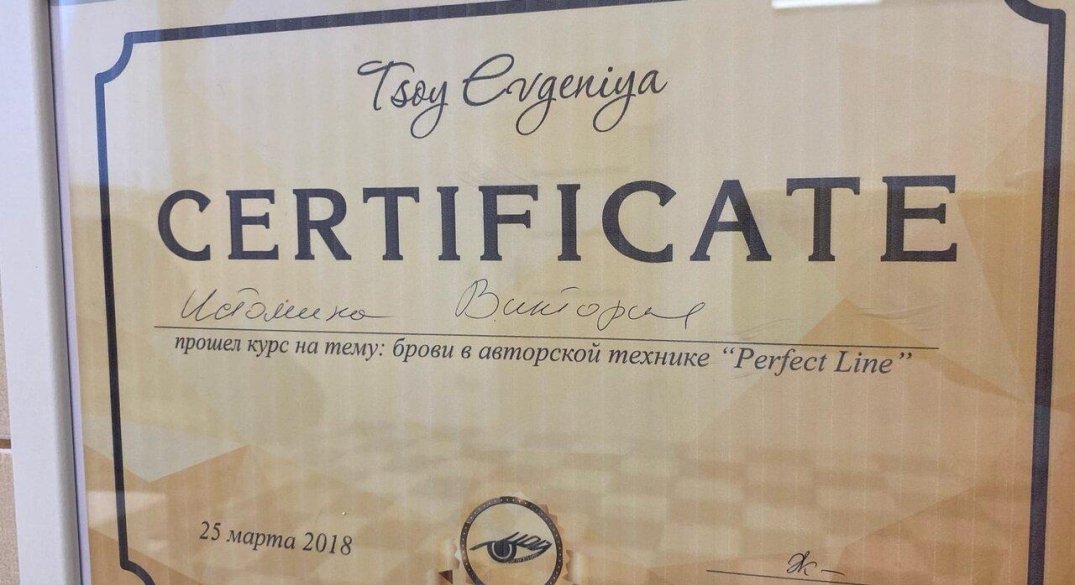 Tsoy Evgeniya
CERTIFICATE
Истомина Виктория
прошел курс на тему: брови в авторской технике “Perfect Line”
25 марта 2018